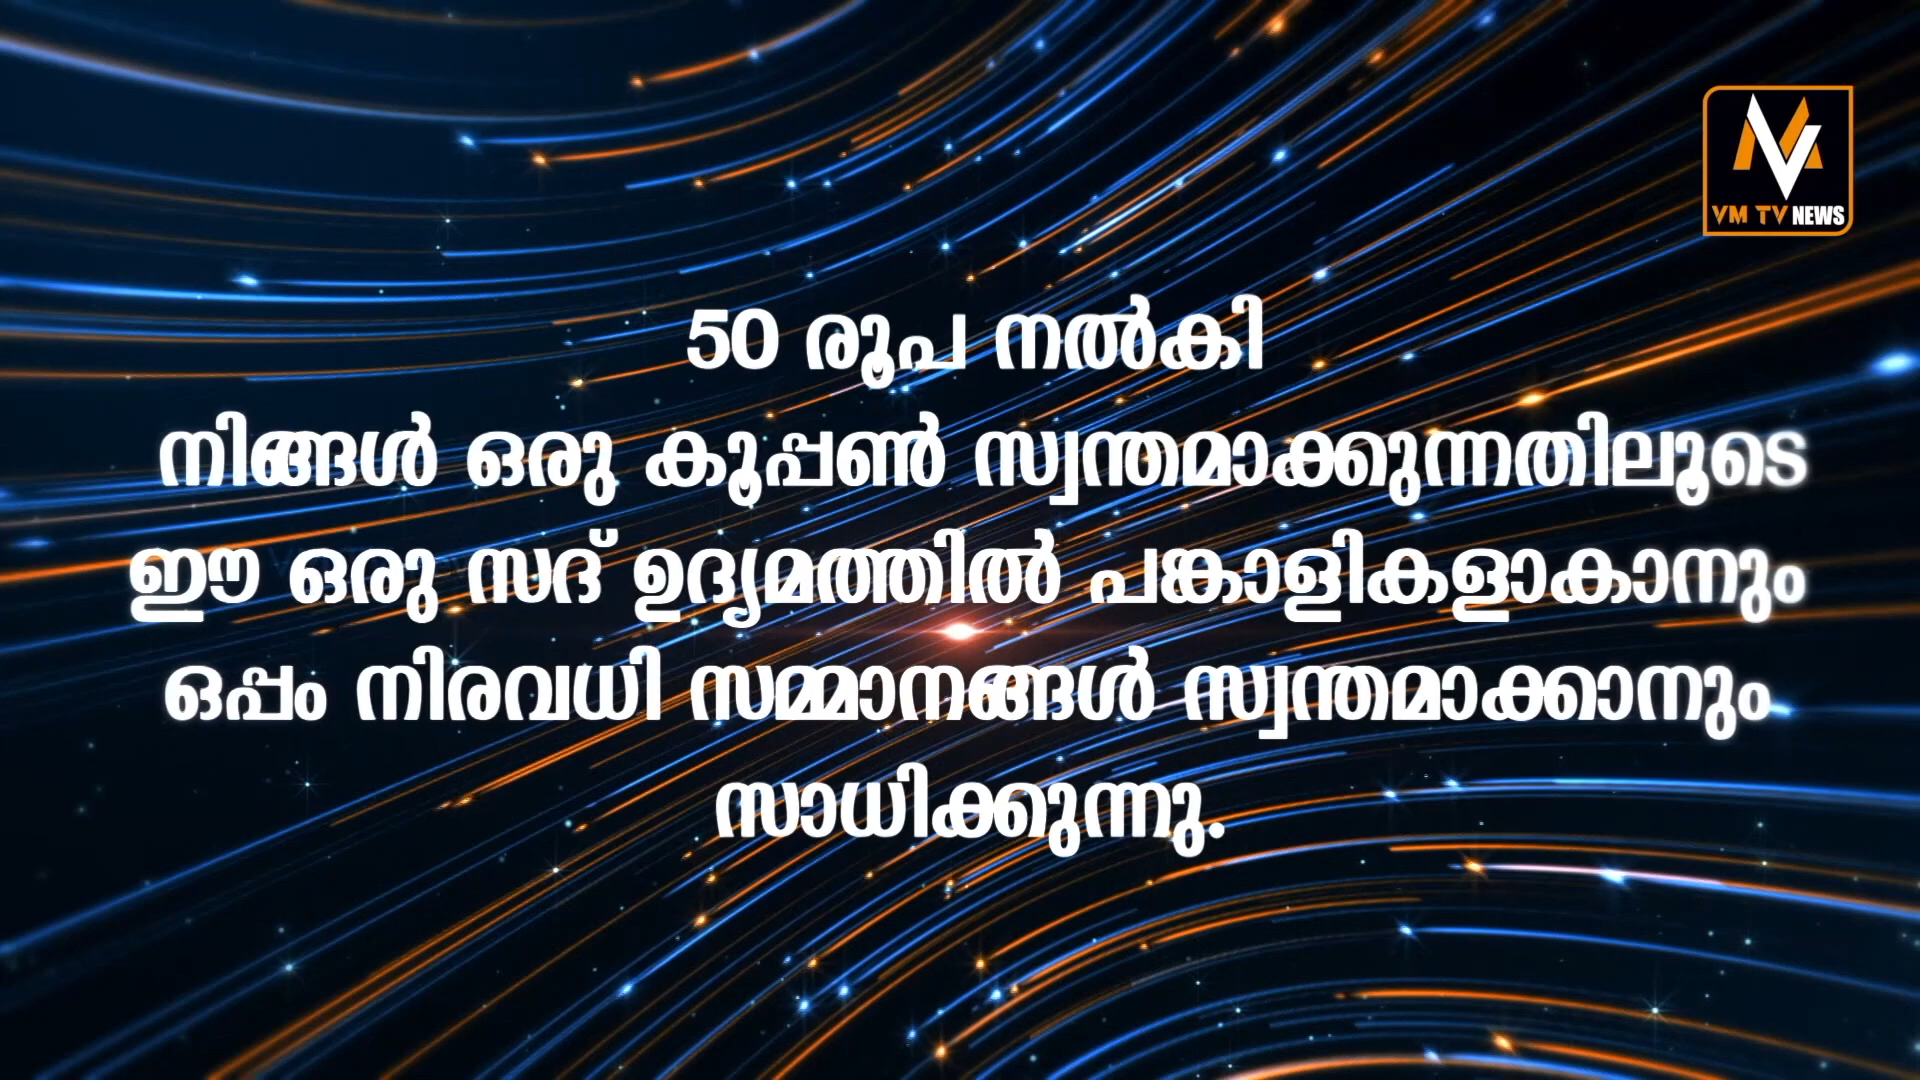 VM TV NEWS
50 രൂപ നൽകി
നിങ്ങൾ ഒരു കൂപ്പൺ സ്വന്തമാക്കുന്നതിലൂടെ
ഈ ഒരു സദ് ഉദ്യമത്തിൽ പങ്കാളികളാകാനും
ഒപ്പം നിരവധി സമ്മാനങ്ങൾ സ്വന്തമാക്കാനും
സാധിക്കുന്നു.